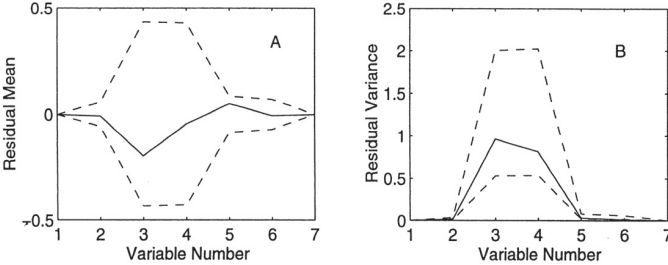 0.5
A
Residual Mean
0
-0.5
1 2 3 4 5 6 7
Variable Number
2.5
B
2
Residual Variance
1.5
1
0.5
0
1 2 3 4 5 6 7
Variable Number